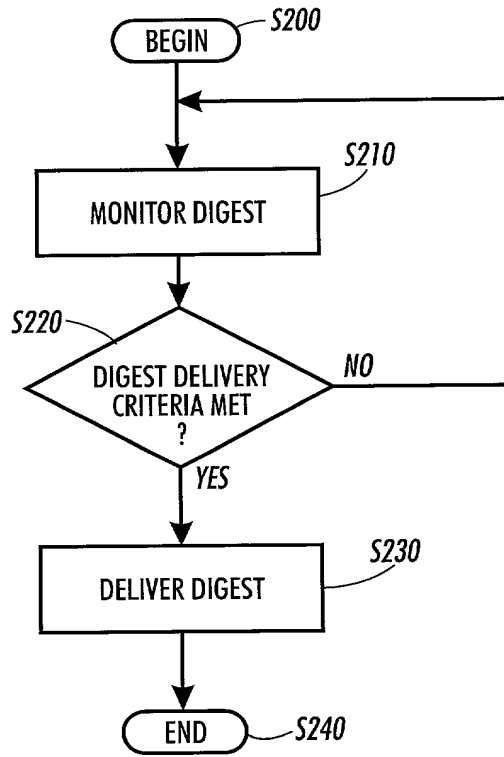 BEGIN
S200
S210
MONITOR DIGEST
S220
DIGEST DELIVERY
CRITERIA MET
?
NO
YES
S230
DELIVER DIGEST
END
S240